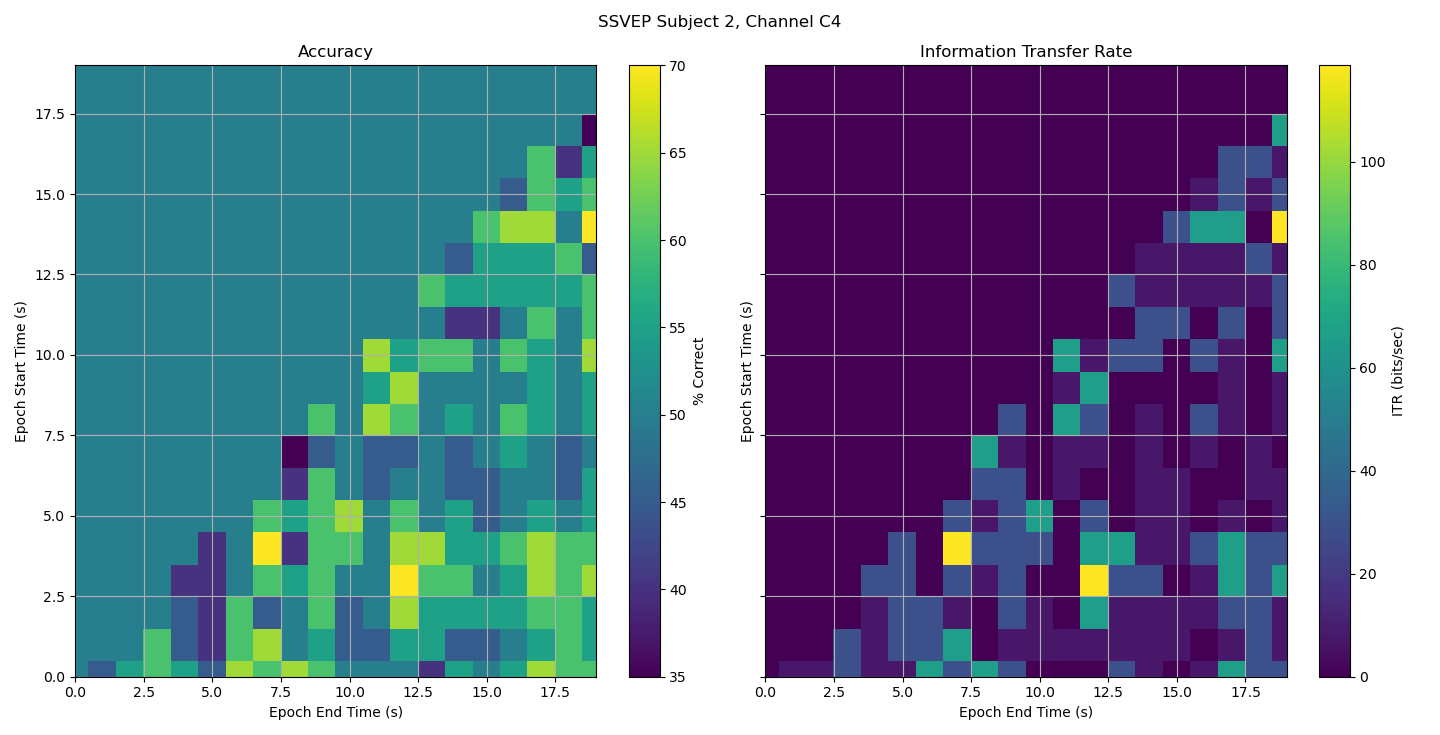 SSVEP Subject 2, Channel C4
Accuracy
Information Transfer Rate
Epoch Start Time (s)
17.5
15.0
12.5
10.0
7.5
5.0
2.5
0.0
0.0 2.5 5.0 7.5 10.0 12.5 15.0 17.5
Epoch End Time (s)
70
65
60
55
50
45
40
35
% Correct
Epoch Start Time (s)
0.0 2.5 5.0 7.5 10.0 12.5 15.0 17.5
Epoch End Time (s)
100
80
60
40
20
0
ITR (bits/sec)